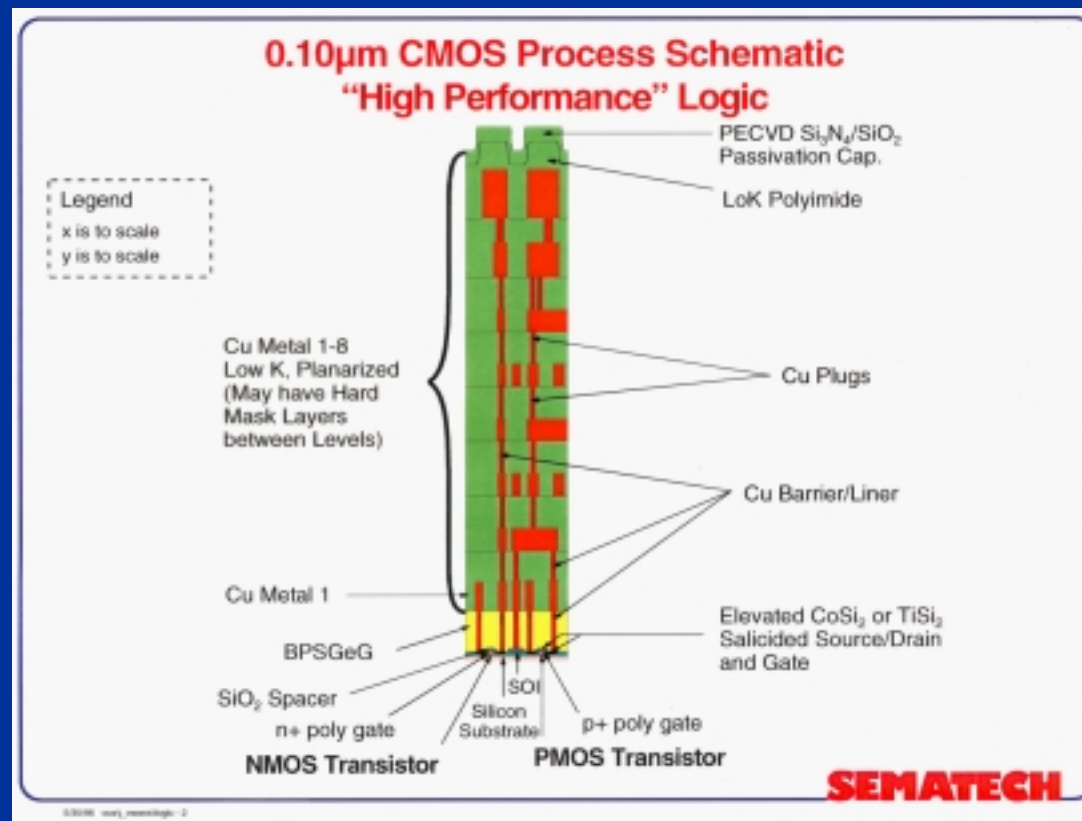 0.10µm CMOS Process Schematic
“High Performance” Logic
PECVD Si₃N₄/SiO₂
Passivation Cap.
LoK Polyimide
Legend
x is to scale
y is to scale
Cu Metal 1-8
Low K, Planarized
(May have Hard
Mask Layers
between Levels)
Cu Plugs
Cu Barrier/Liner
Cu Metal 1
BPSGeG
Elevated CoSi₂ or TiSi₂
Salicided Source/Drain
and Gate
SiO₂ Spacer
SOI
Silicon
Substrate
n+ poly gate
p+ poly gate
NMOS Transistor
PMOS Transistor
SEMATECH